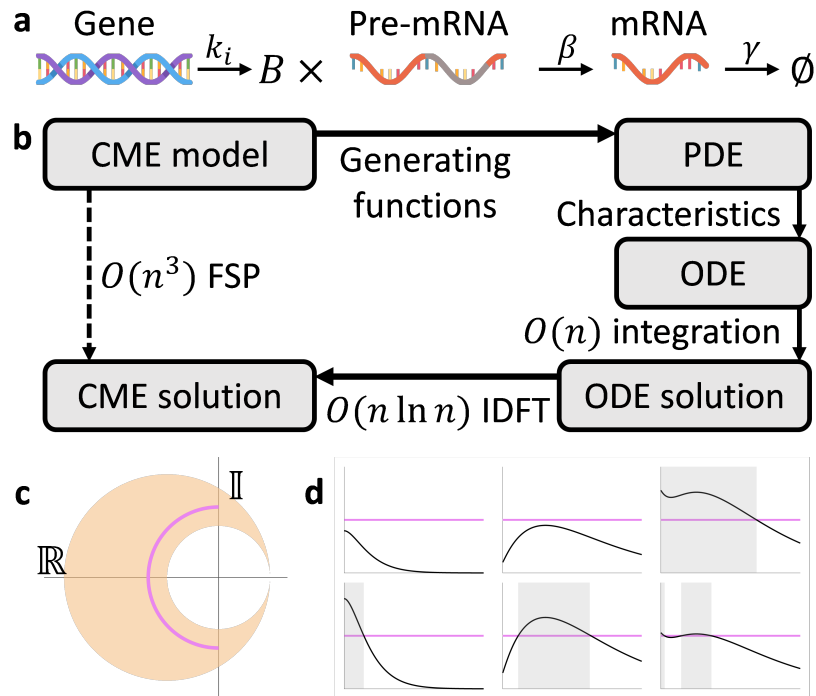 a Gene Pre-mRNA mRNA
k_i B × β γ ∅
b
CME model
Generating
functions
PDE
Characteristics
O(n³) FSP
ODE
O(n) integration
CME solution
O(n ln n) IDFT
ODE solution
c 𝕀 d
ℝ